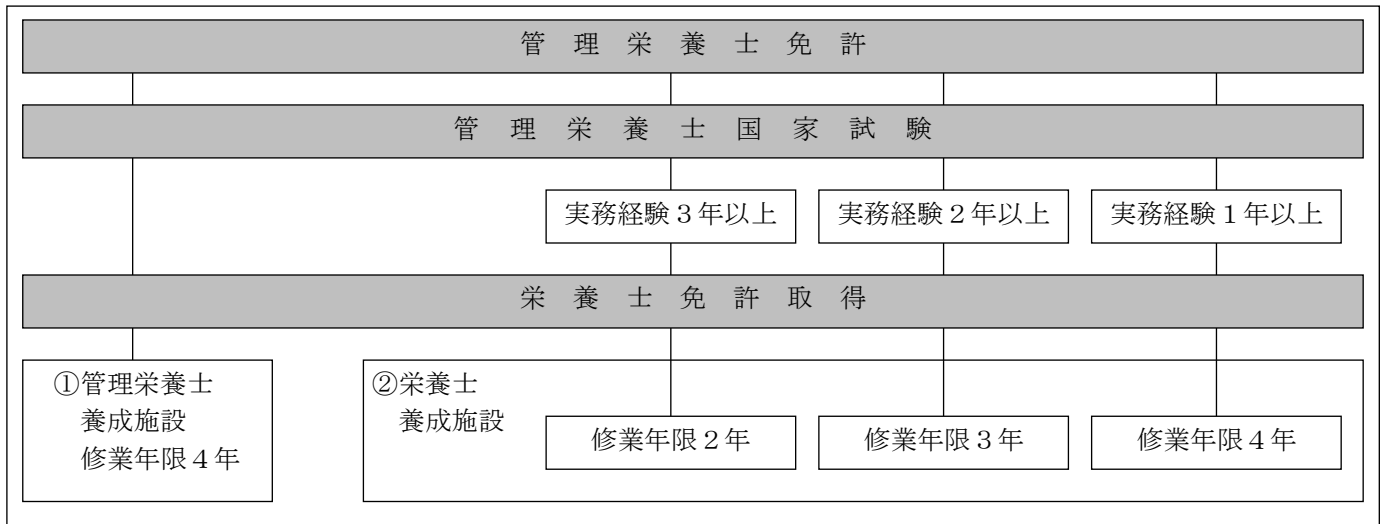 管理栄養士免許
管理栄養士国家試験
実務経験3年以上
実務経験2年以上
実務経験1年以上
栄養士免許取得
①管理栄養士
養成施設
修業年限4年
②栄養士
養成施設
修業年限2年
修業年限3年
修業年限4年